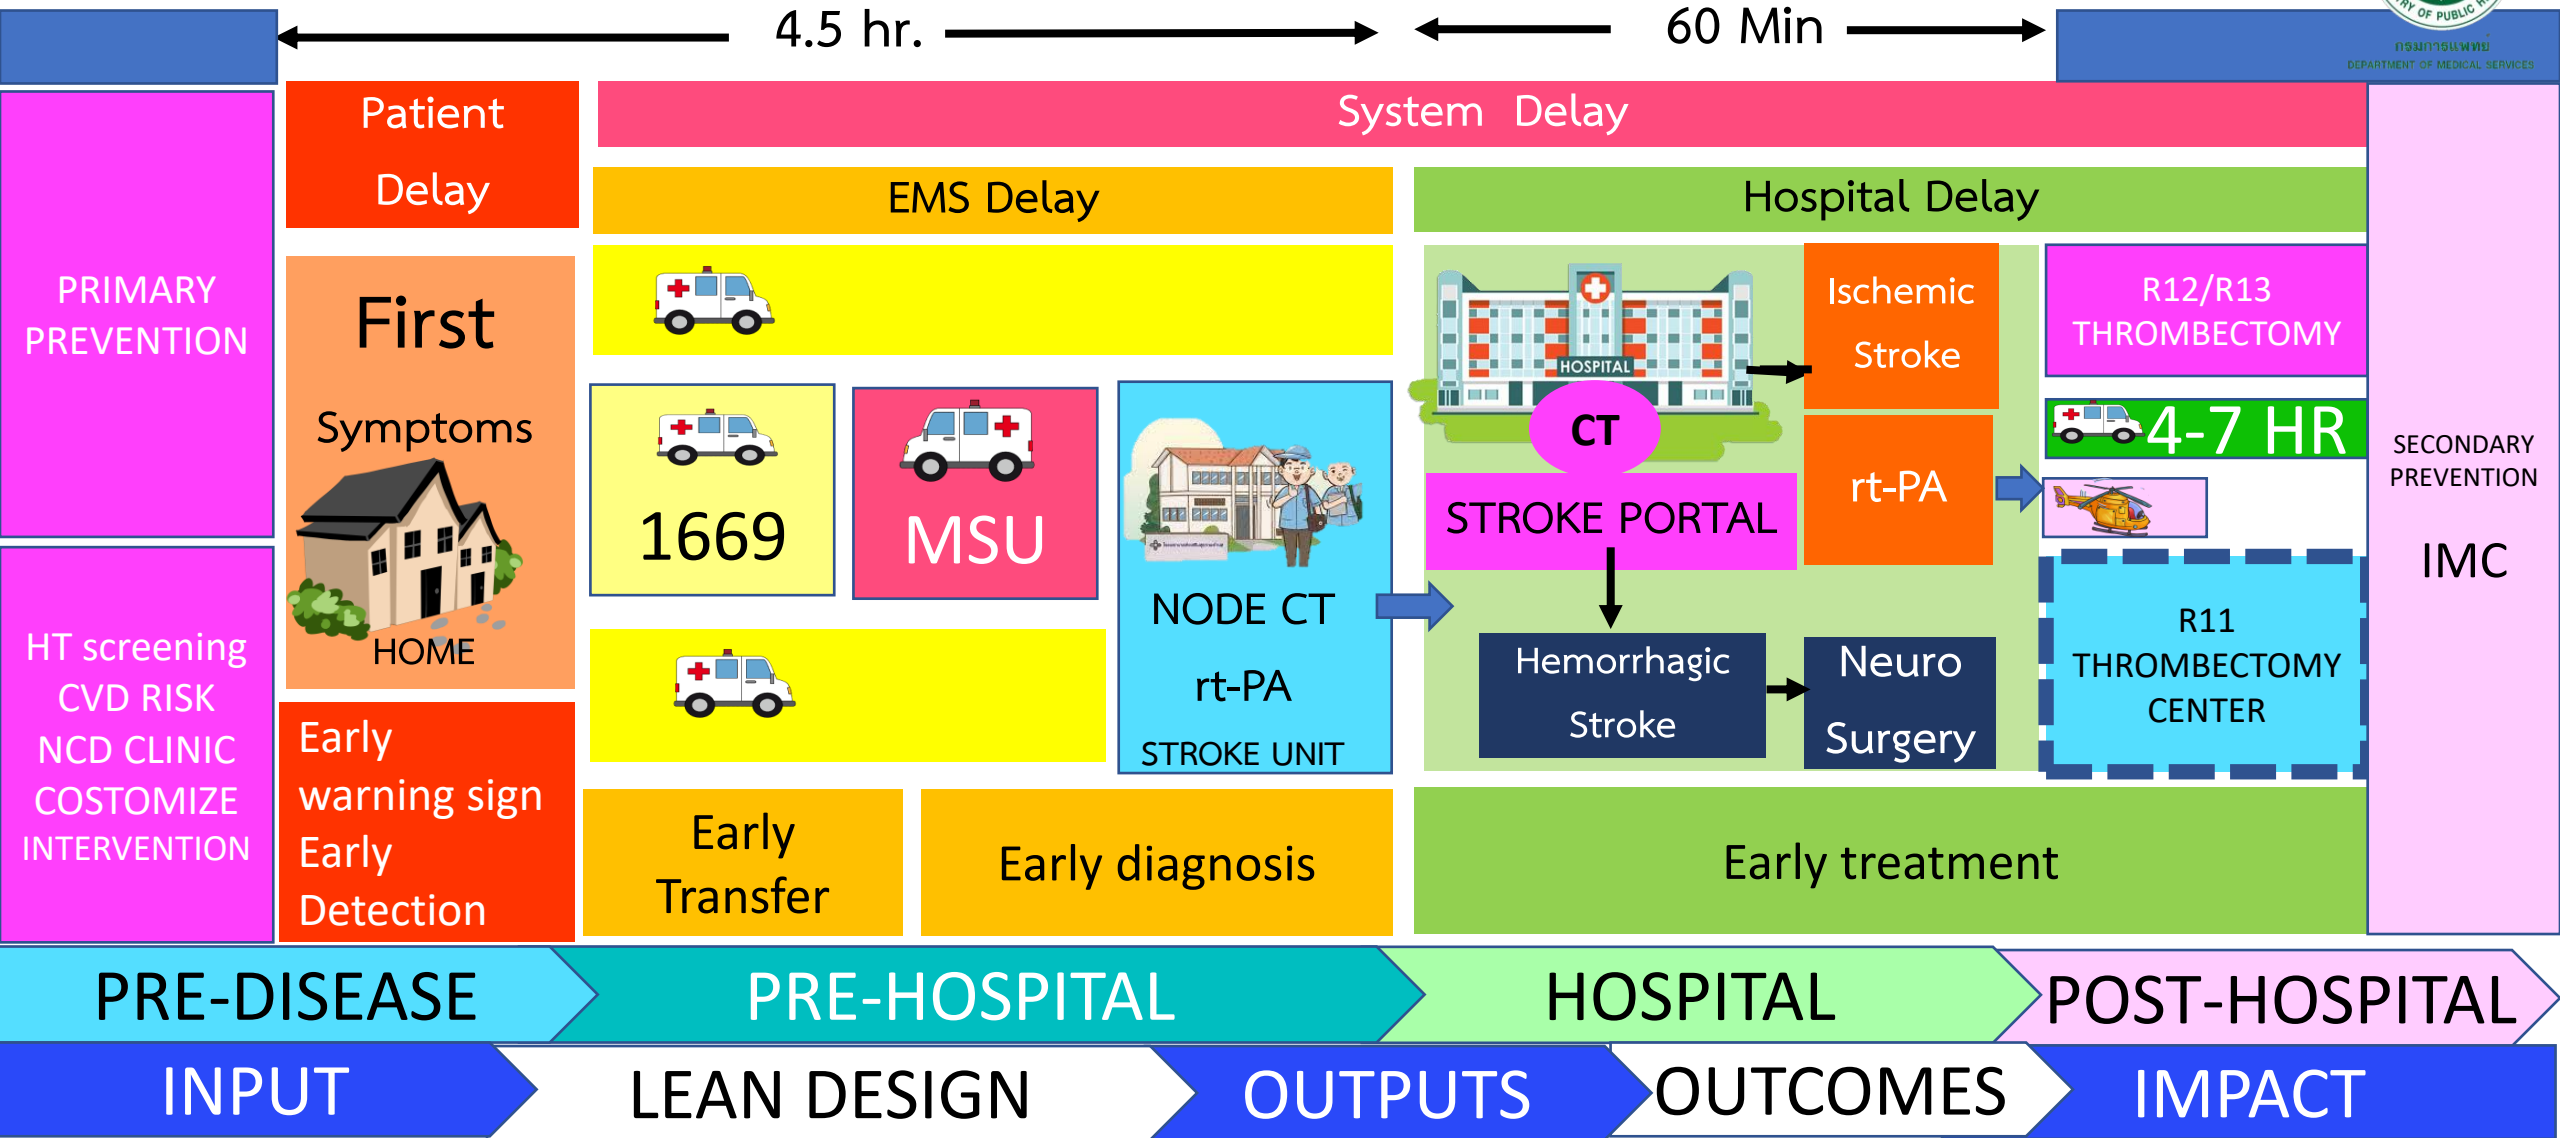 4.5 hr.
60 Min
RY OF PUBLIC H
กรมการแพทย์
DEPARTMENT OF MEDICAL SERVICES
Patient
Delay
System Delay
EMS Delay
Hospital Delay
PRIMARY
PREVENTION
HT screening
CVD RISK
NCD CLINIC
COSTOMIZE
INTERVENTION
First
Symptoms
HOME
Early
warning sign
Early
Detection
1669
MSU
NODE CT
rt-PA
STROKE UNIT
Early
Transfer
Early diagnosis
HOSPITAL
CT
STROKE PORTAL
Ischemic
Stroke
rt-PA
Hemorrhagic
Stroke
Neuro
Surgery
R12/R13
THROMBECTOMY
4-7 HR
R11
THROMBECTOMY
CENTER
Early treatment
SECONDARY
PREVENTION
IMC
PRE-DISEASE
PRE-HOSPITAL
HOSPITAL
POST-HOSPITAL
INPUT
LEAN DESIGN
OUTPUTS
OUTCOMES
IMPACT